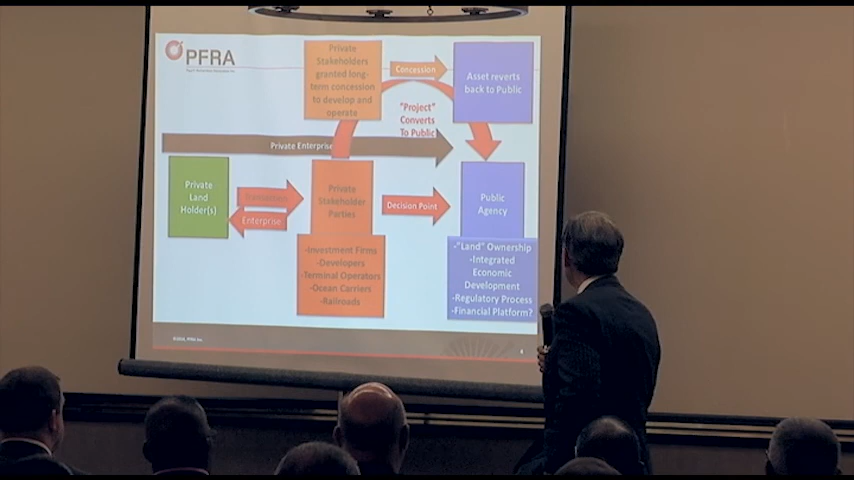 PFRA
Private
Stakeholders
granted long-
term concession
to develop and
operate
Concession
Asset reverts
back to Public
"Project"
Converts
To Public
Private Enterprise
Private
Land
Holder(s)
Enterprise
Private
Stakeholder
Parties
Decision Point
Public
Agency
-Investment Firms
-Developers
-Terminal Operators
-Ocean Carriers
-Railroads
-"Land" Ownership
-Integrated
Economic
Development
-Regulatory Process
-Financial Platform?
4